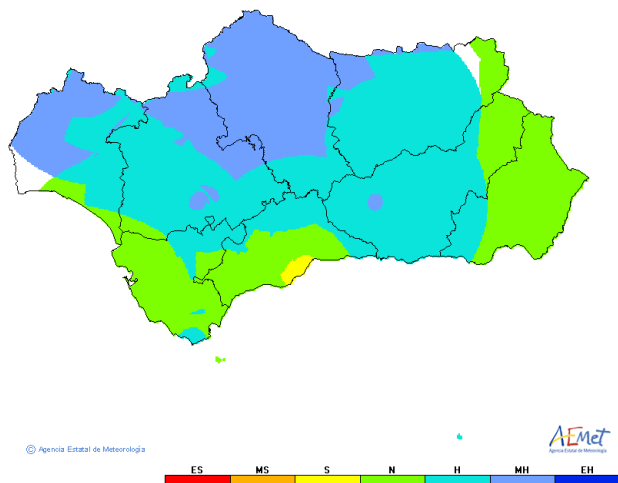 © Agencia Estatal de Meteorología
AEmet
Agencia Estatal de Meteorología
ES MS S N H MH EH